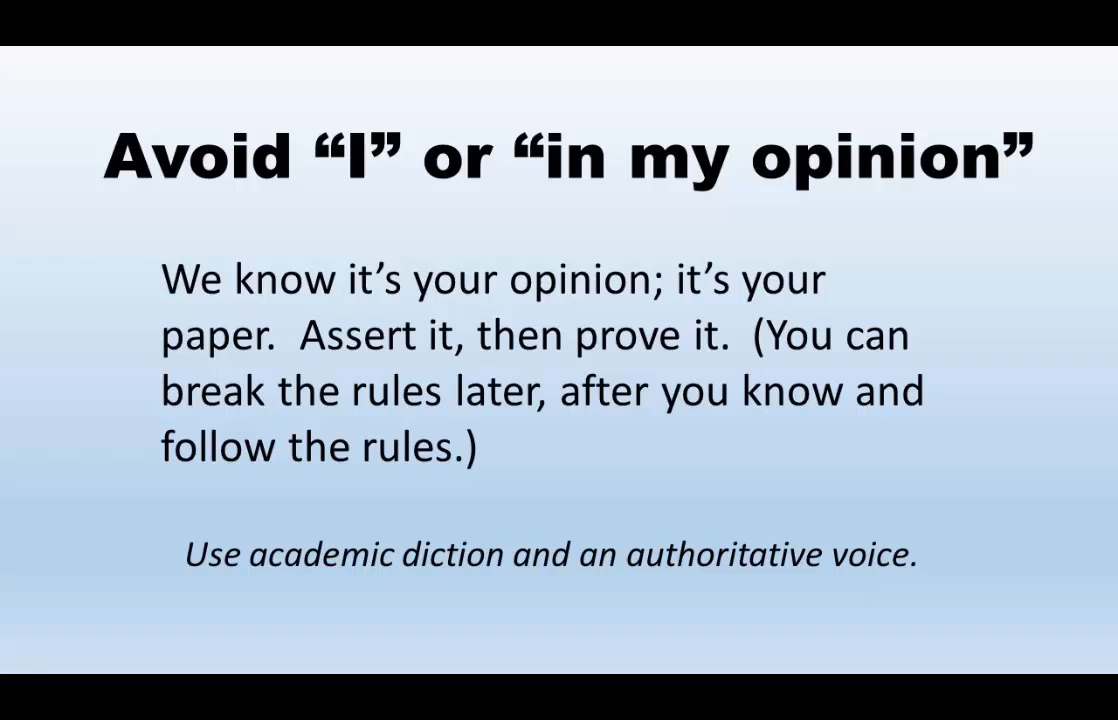 Avoid “I” or “in my opinion”
We know it’s your opinion; it’s your
paper.  Assert it, then prove it.  (You can
break the rules later, after you know and
follow the rules.)
Use academic diction and an authoritative voice.